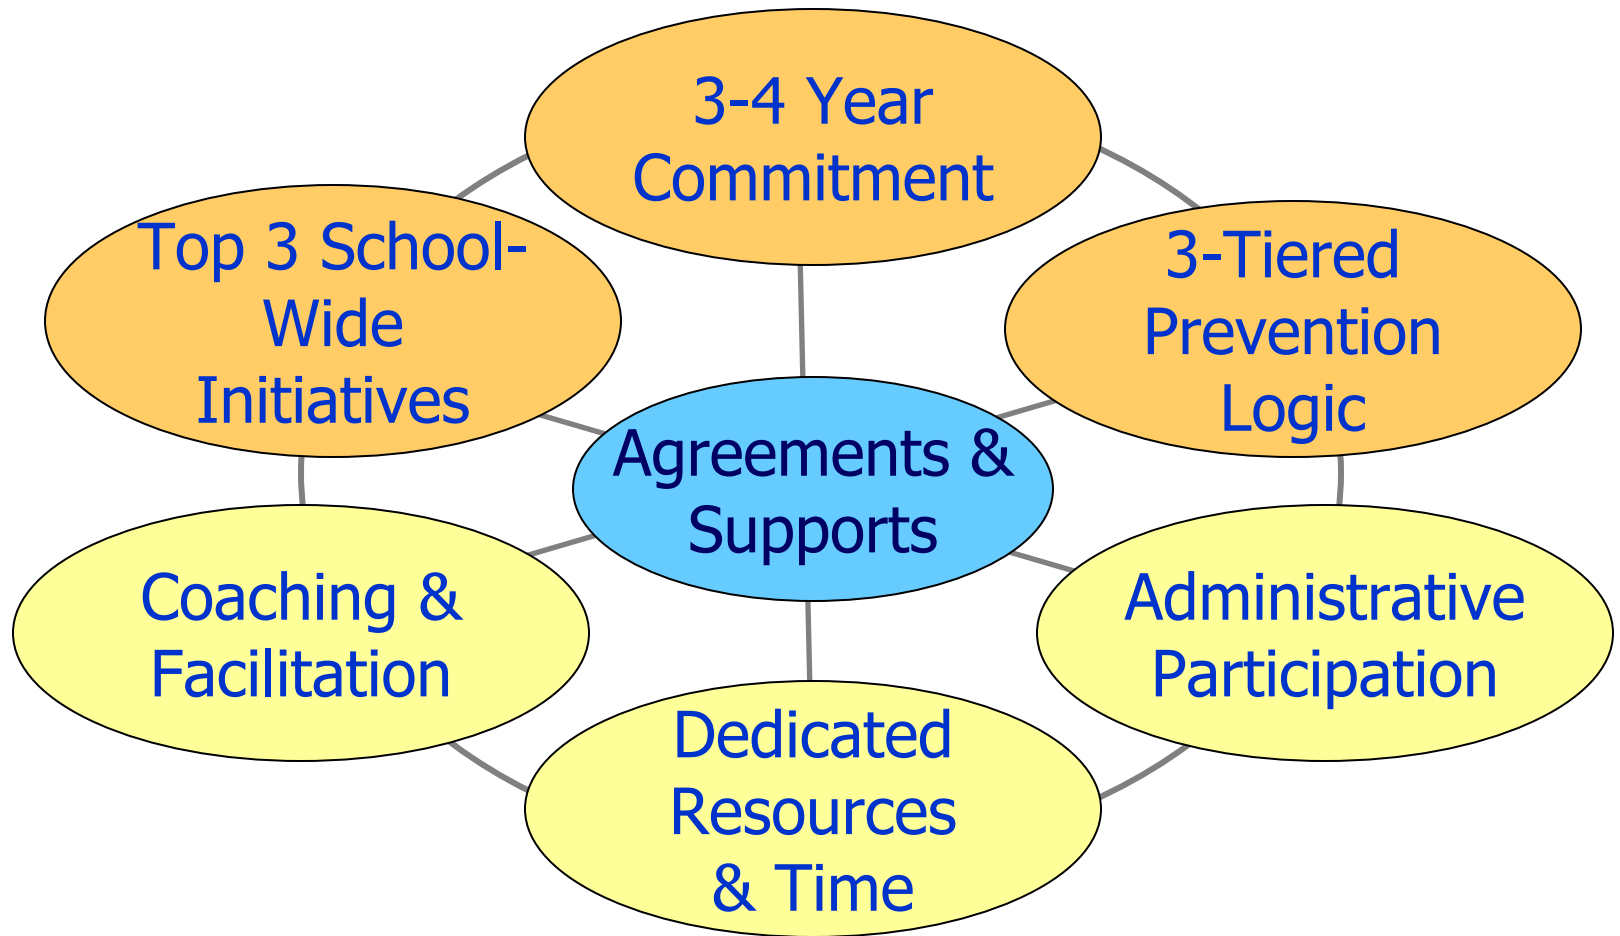 3-4 Year
Commitment
Top 3 School-
Wide
Initiatives
3-Tiered
Prevention
Logic
Agreements &
Supports
Coaching &
Facilitation
Administrative
Participation
Dedicated
Resources
& Time